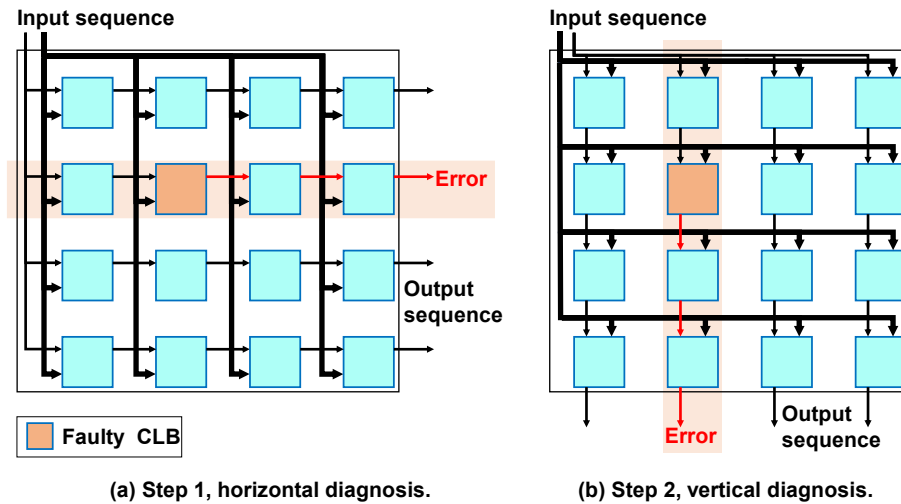 Input sequence
Error
Output
sequence
Faulty CLB
(a) Step 1, horizontal diagnosis.
Input sequence
Error
Output
sequence
(b) Step 2, vertical diagnosis.